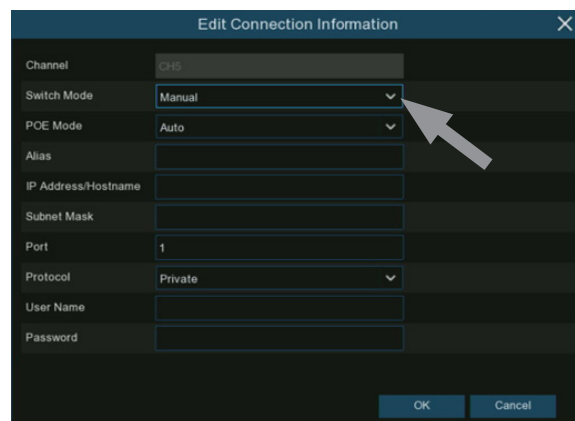 Edit Connection Information
Channel CH5
Switch Mode Manual
POE Mode Auto
Alias
IP Address/Hostname
Subnet Mask
Port 1
Protocol Private
User Name
Password
OK Cancel